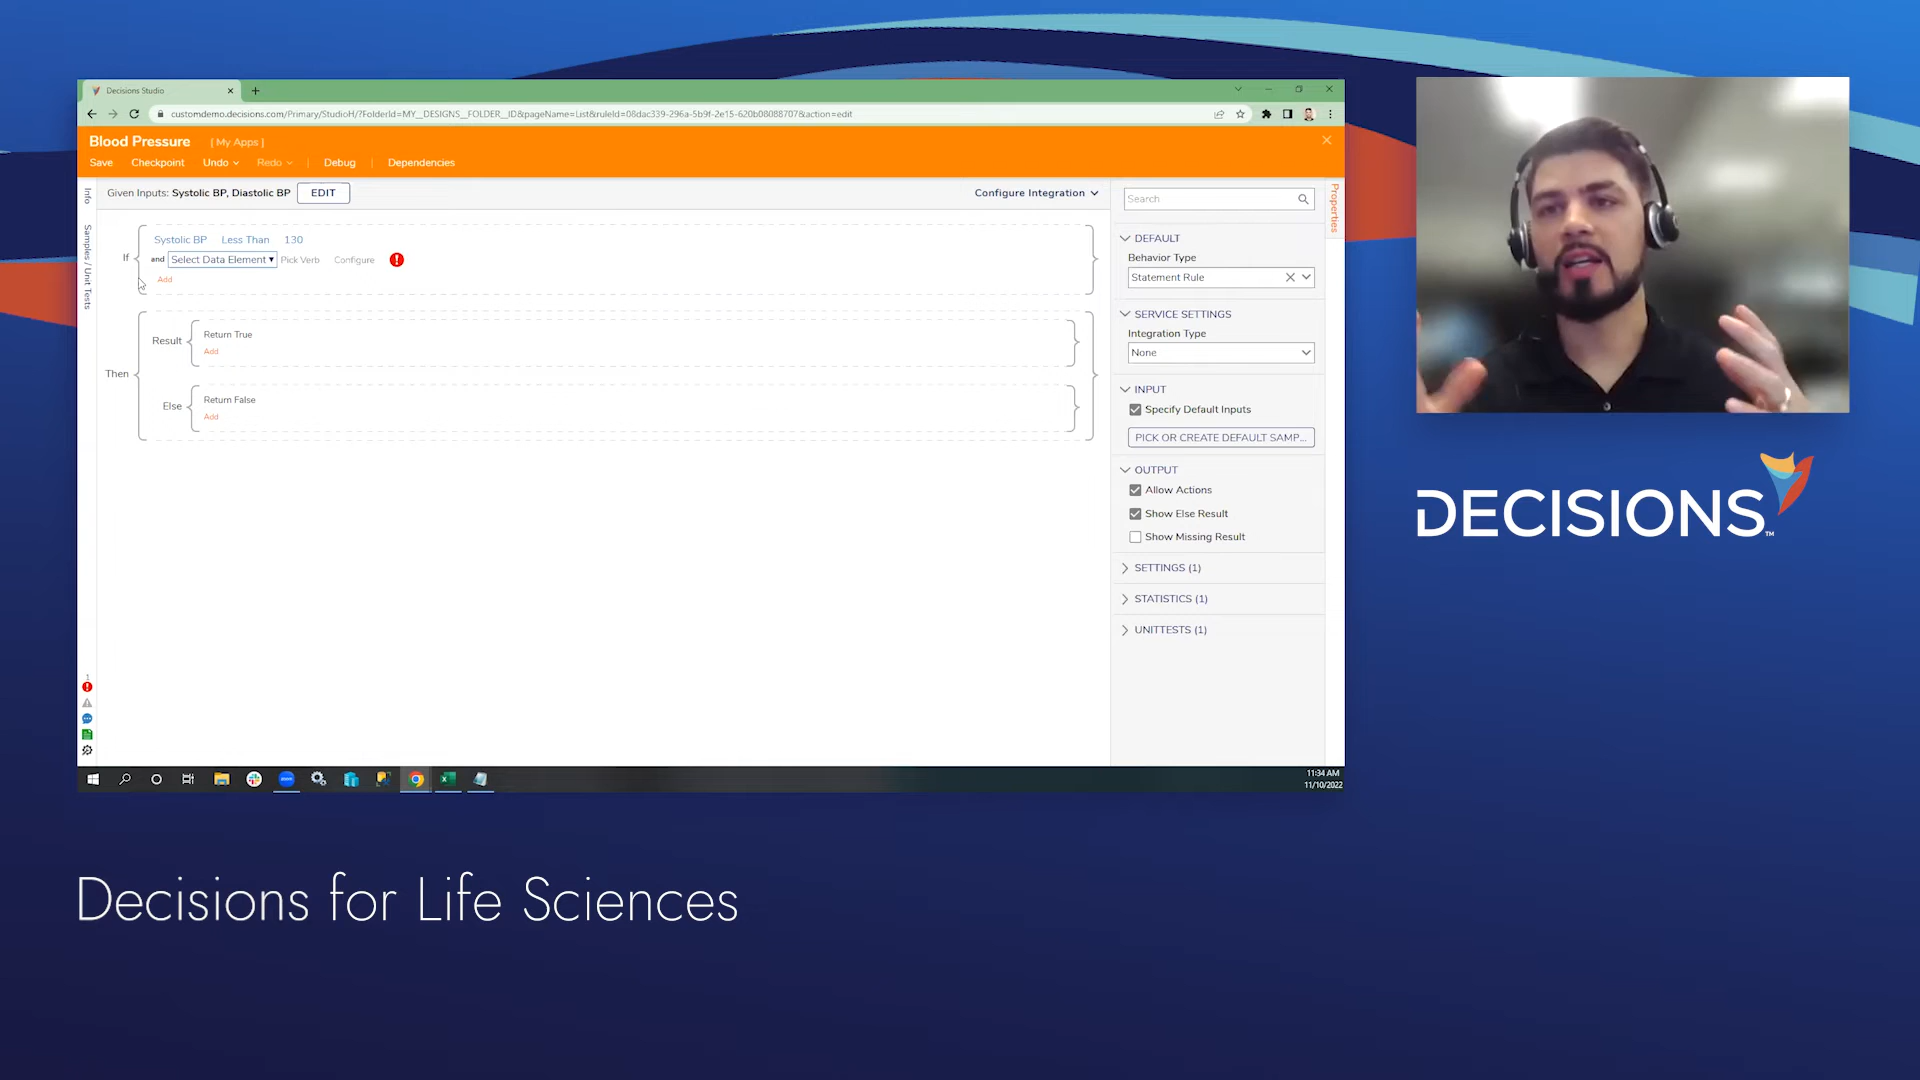 Decisions Studio
customdemo.decisions.com/Primary/StudioH/?FolderId=MY__DESIGNS__FOLDER__ID&pageName=List&ruleId=08dac339-296a-5b9f-2e15-620b08088707&action=edit
Blood Pressure [ My Apps ]
Save Checkpoint Undo Redo | Debug | Dependencies
Info
Samples / Unit Tests
Given Inputs: Systolic BP, Diastolic BP EDIT
Configure Integration
If
Systolic BP Less Than 130
and Select Data Element Pick Verb Configure
Add
Then
Result
Return True
Add
Else
Return False
Add
Search
Properties
DEFAULT
Behavior Type
Statement Rule
SERVICE SETTINGS
Integration Type
None
INPUT
Specify Default Inputs
PICK OR CREATE DEFAULT SAMP...
OUTPUT
Allow Actions
Show Else Result
Show Missing Result
SETTINGS (1)
STATISTICS (1)
UNITTESTS (1)
1
11:34 AM
11/10/2022
DECISIONS™
Decisions for Life Sciences